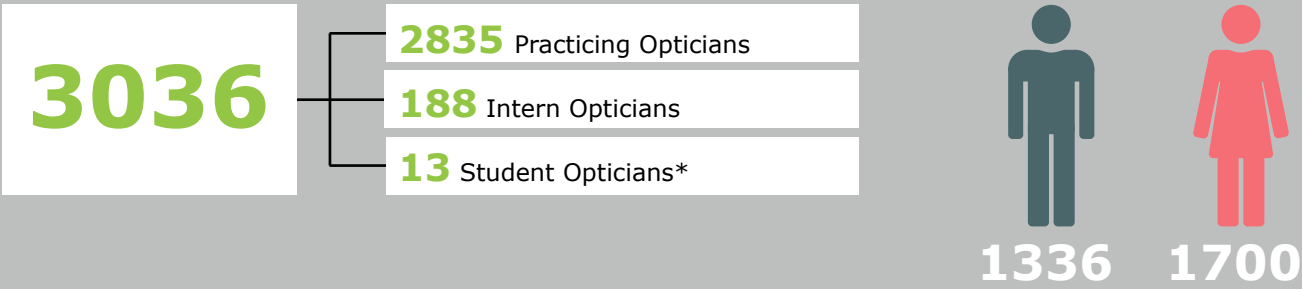 3036
2835 Practicing Opticians
188 Intern Opticians
13 Student Opticians*
1336 1700